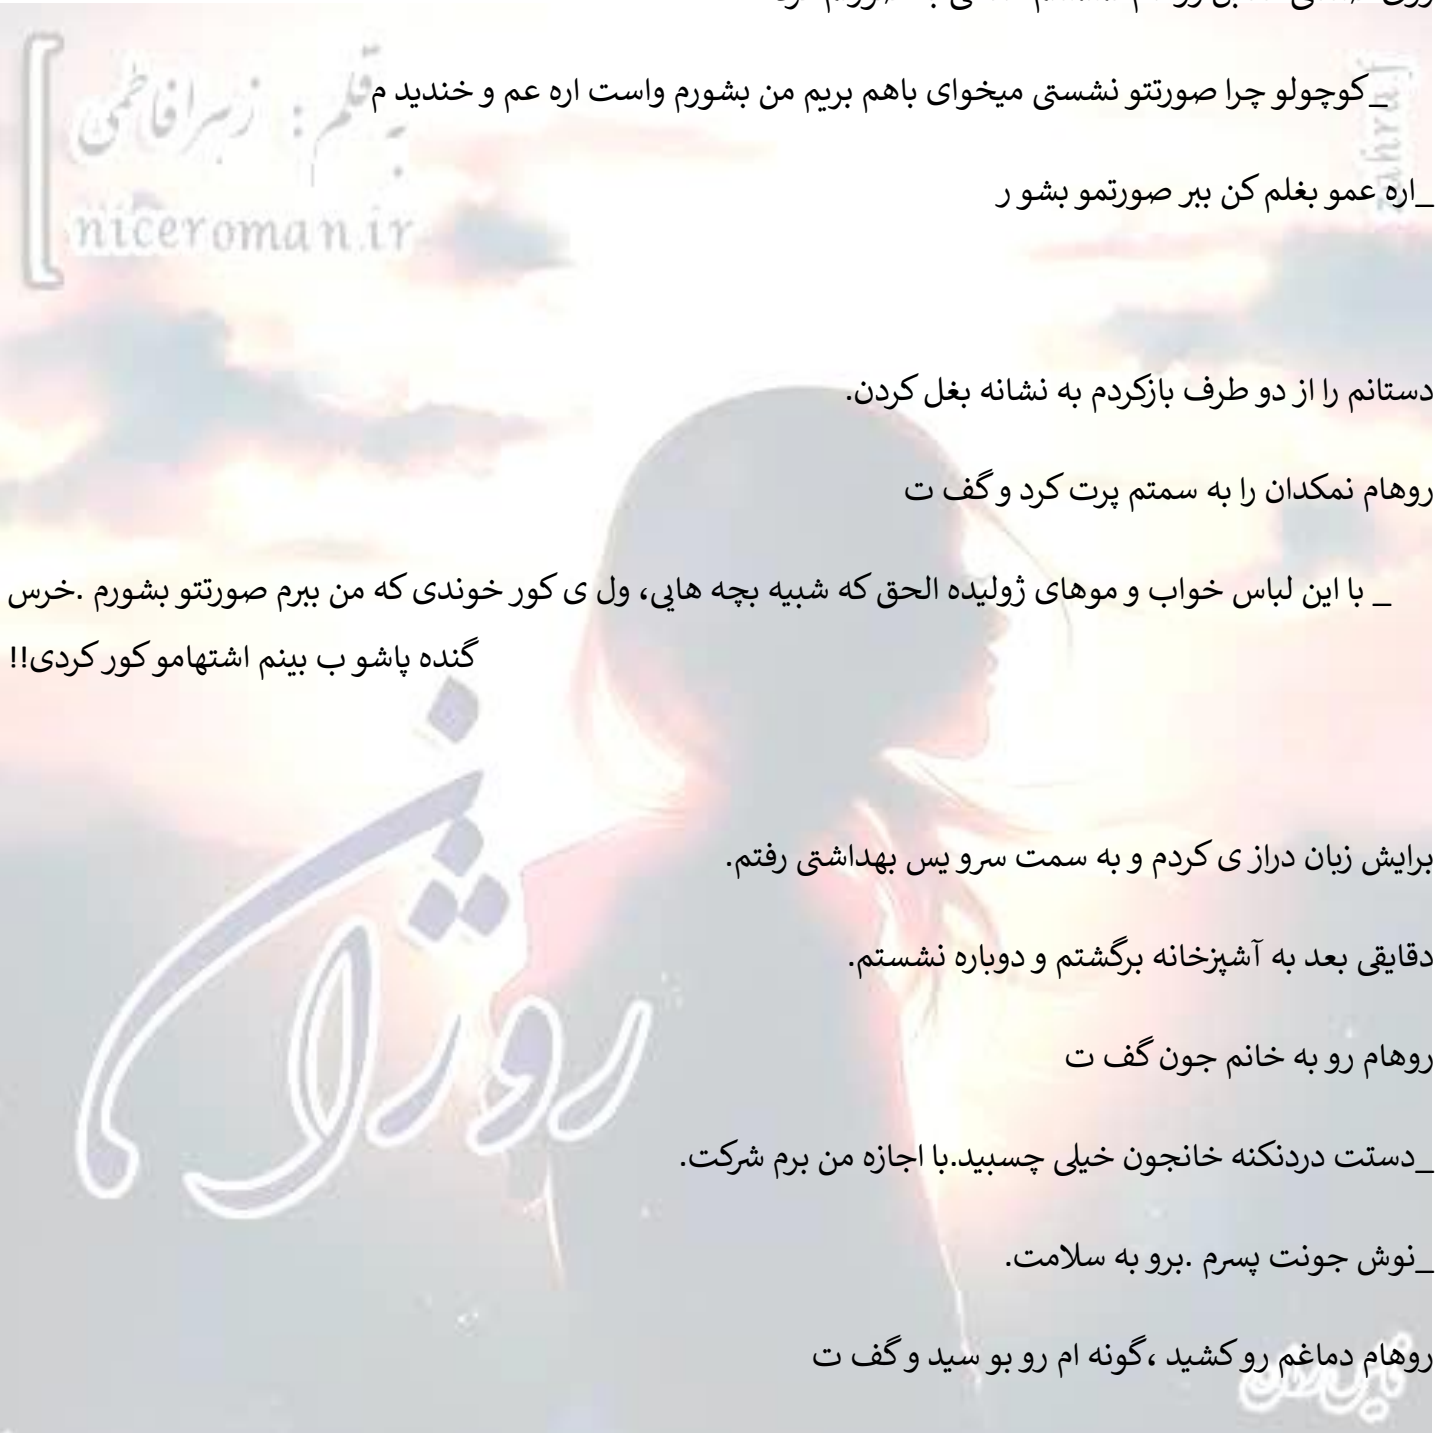 _کوچولو چرا صورتتو نشستی میخوای باهم بریم من بشورم واست اره عم و خندید م
_اره عمو بغلم کن ببر صورتمو بشو ر
دستانم را از دو طرف بازکردم به نشانه بغل کردن.
روهام نمکدان را به سمتم پرت کرد و گف ت
_ با این لباس خواب و موهای ژولیده الحق که شبیه بچه هایی، ول ی کور خوندی که من ببرم صورتتو بشورم .خرس
گنده پاشو ب بینم اشتهامو کور کردی!!
برایش زبان دراز ی کردم و به سمت سرو یس بهداشتی رفتم.
دقایقی بعد به آشپزخانه برگشتم و دوباره نشستم.
روهام رو به خانم جون گف ت
_دستت دردنکنه خانجون خیلی چسبید.با اجازه من برم شرکت.
_نوش جونت پسرم .برو به سلامت.
روهام دماغم رو کشید ،گونه ام رو بو سید و گف ت
به قلم : زهرا فاطمی
niceroman.ir
روژان